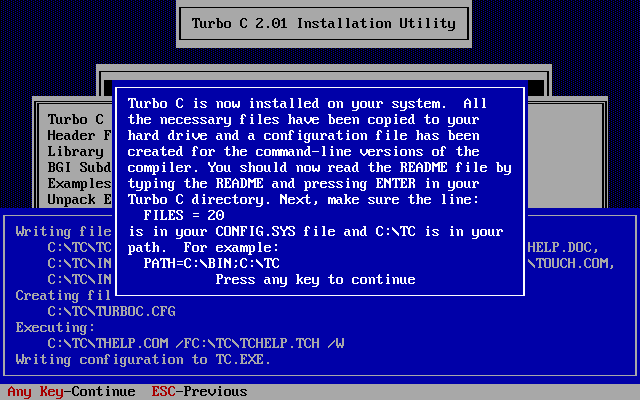 Turbo C 2.01 Installation Utility
Turbo C is now installed on your system.  All
the necessary files have been copied to your
hard drive and a configuration file has been
created for the command-line versions of the
compiler. You should now read the README file by
typing the README and pressing ENTER in your
Turbo C directory. Next, make sure the line:
FILES = 20
is in your CONFIG.SYS file and C:\TC is in your
path.  For example:
PATH=C:\BIN;C:\TC
Press any key to continue
Turbo C
Header F
Library
BGI Subd
Examples
Unpack E
Writing file
C:\TC\TC HELP.DOC,
C:\TC\IN \TOUCH.COM,
C:\TC\IN
Creating fil
C:\TC\TURBOC.CFG
Executing:
C:\TC\THELP.COM /FC:\TC\TCHELP.TCH /W
Writing configuration to TC.EXE.
Any Key-Continue  ESC-Previous